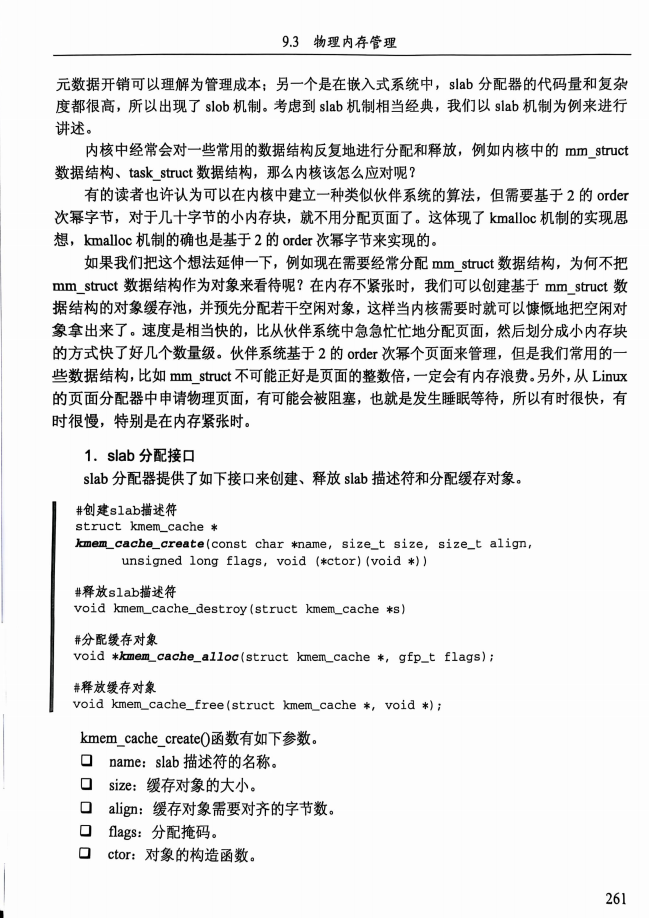 9.3 物理内存管理
元数据开销可以理解为管理成本；另一个是在嵌入式系统中，slab 分配器的代码量和复杂
度都很高，所以出现了 slob 机制。考虑到 slab 机制相当经典，我们以 slab 机制为例来进行
讲述。
内核中经常会对一些常用的数据结构反复地进行分配和释放，例如内核中的 mm_struct
数据结构、task_struct 数据结构，那么内核该怎么应对呢？
有的读者也许认为可以在内核中建立一种类似伙伴系统的算法，但需要基于 2 的 order
次幂字节，对于几十字节的小内存块，就不用分配页面了。这体现了 kmalloc 机制的实现思
想，kmalloc 机制的确也是基于 2 的 order 次幂字节来实现的。
如果我们把这个想法延伸一下，例如现在需要经常分配 mm_struct 数据结构，为何不把
mm_struct 数据结构作为对象来看待呢？在内存不紧张时，我们可以创建基于 mm_struct 数
据结构的对象缓存池，并预先分配若干空闲对象，这样当内核需要时就可以慷慨地把空闲对
象拿出来了。速度是相当快的，比从伙伴系统中急急忙忙地分配页面，然后划分成小内存块
的方式快了好几个数量级。伙伴系统基于 2 的 order 次幂个页面来管理，但是我们常用的一
些数据结构，比如 mm_struct 不可能正好是页面的整数倍，一定会有内存浪费。另外，从 Linux
的页面分配器中申请物理页面，有可能会被阻塞，也就是发生睡眠等待，所以有时很快，有
时很慢，特别是在内存紧张时。
1．slab 分配接口
slab 分配器提供了如下接口来创建、释放 slab 描述符和分配缓存对象。
#创建slab描述符
struct kmem_cache *
kmem_cache_create(const char *name, size_t size, size_t align,
unsigned long flags, void (*ctor)(void *))
#释放slab描述符
void kmem_cache_destroy(struct kmem_cache *s)
#分配缓存对象
void *kmem_cache_alloc(struct kmem_cache *, gfp_t flags);
#释放缓存对象
void kmem_cache_free(struct kmem_cache *, void *);
kmem_cache_create()函数有如下参数。
❑ name：slab 描述符的名称。
❑ size：缓存对象的大小。
❑ align：缓存对象需要对齐的字节数。
❑ flags：分配掩码。
❑ ctor：对象的构造函数。
261